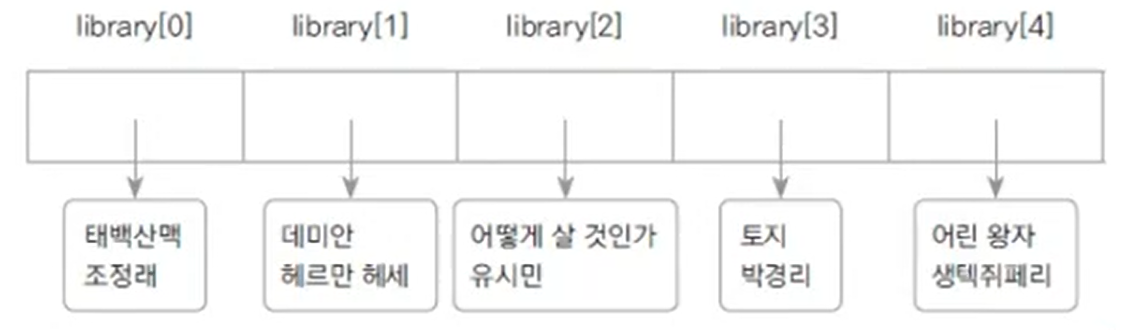 library[0] library[1] library[2] library[3] library[4]
태백산맥
조정래
데미안
헤르만 헤세
어떻게 살 것인가
유시민
토지
박경리
어린 왕자
생텍쥐페리